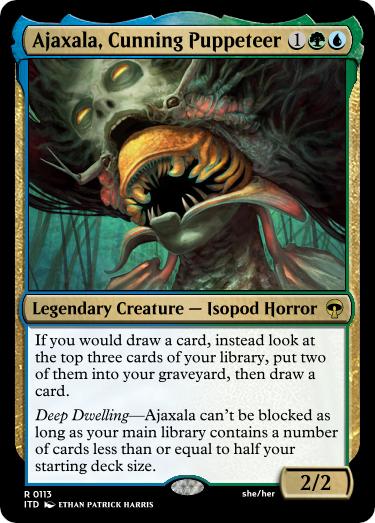 Ajaxala, Cunning Puppeteer 1
Legendary Creature — Isopod Horror
If you would draw a card, instead look at
the top three cards of your library, put two
of them into your graveyard, then draw a
card.
Deep Dwelling—Ajaxala can't be blocked as
long as your main library contains a number
of cards less than or equal to half your
starting deck size.
2/2
R 0113
she/her
ITD ETHAN PATRICK HARRIS